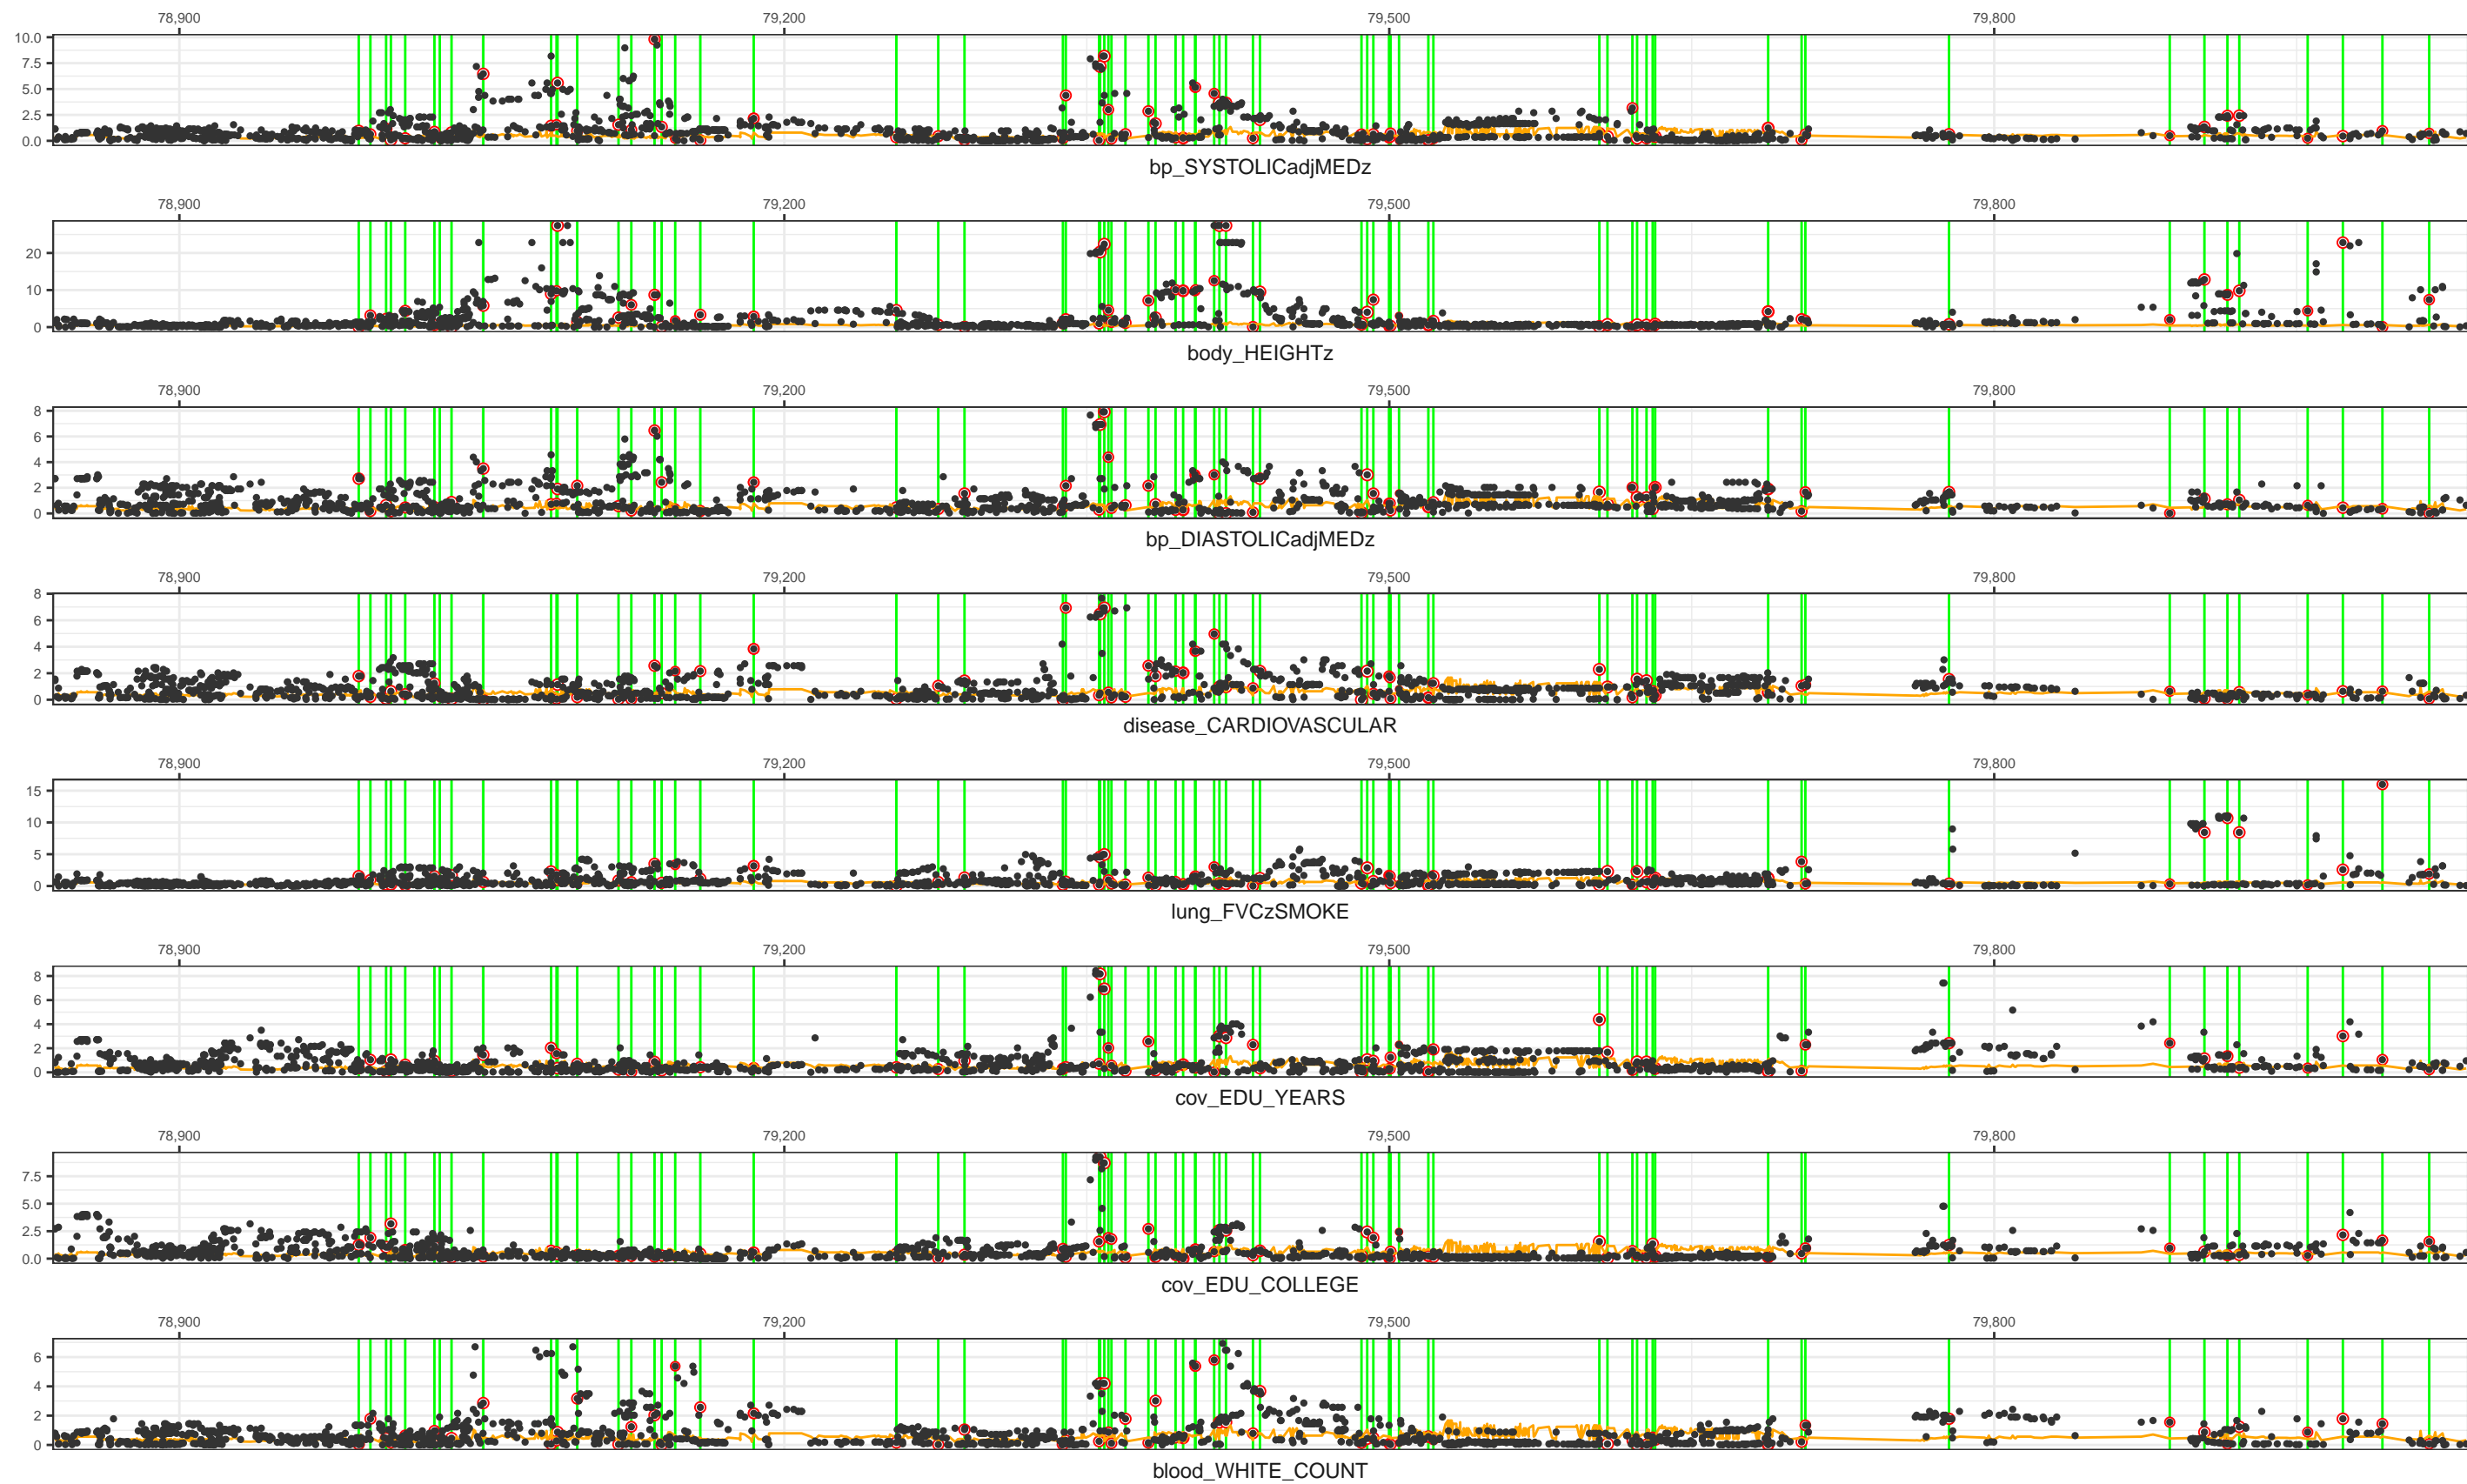 78,900 79,200 79,500 79,800
10.0
7.5
5.0
2.5
0.0
bp_SYSTOLICadjMEDz
78,900 79,200 79,500 79,800
20
10
0
body_HEIGHTz
78,900 79,200 79,500 79,800
8
6
4
2
0
bp_DIASTOLICadjMEDz
78,900 79,200 79,500 79,800
8
6
4
2
0
disease_CARDIOVASCULAR
78,900 79,200 79,500 79,800
15
10
5
0
lung_FVCzSMOKE
78,900 79,200 79,500 79,800
8
6
4
2
0
cov_EDU_YEARS
78,900 79,200 79,500 79,800
7.5
5.0
2.5
0.0
cov_EDU_COLLEGE
78,900 79,200 79,500 79,800
6
4
2
0
blood_WHITE_COUNT